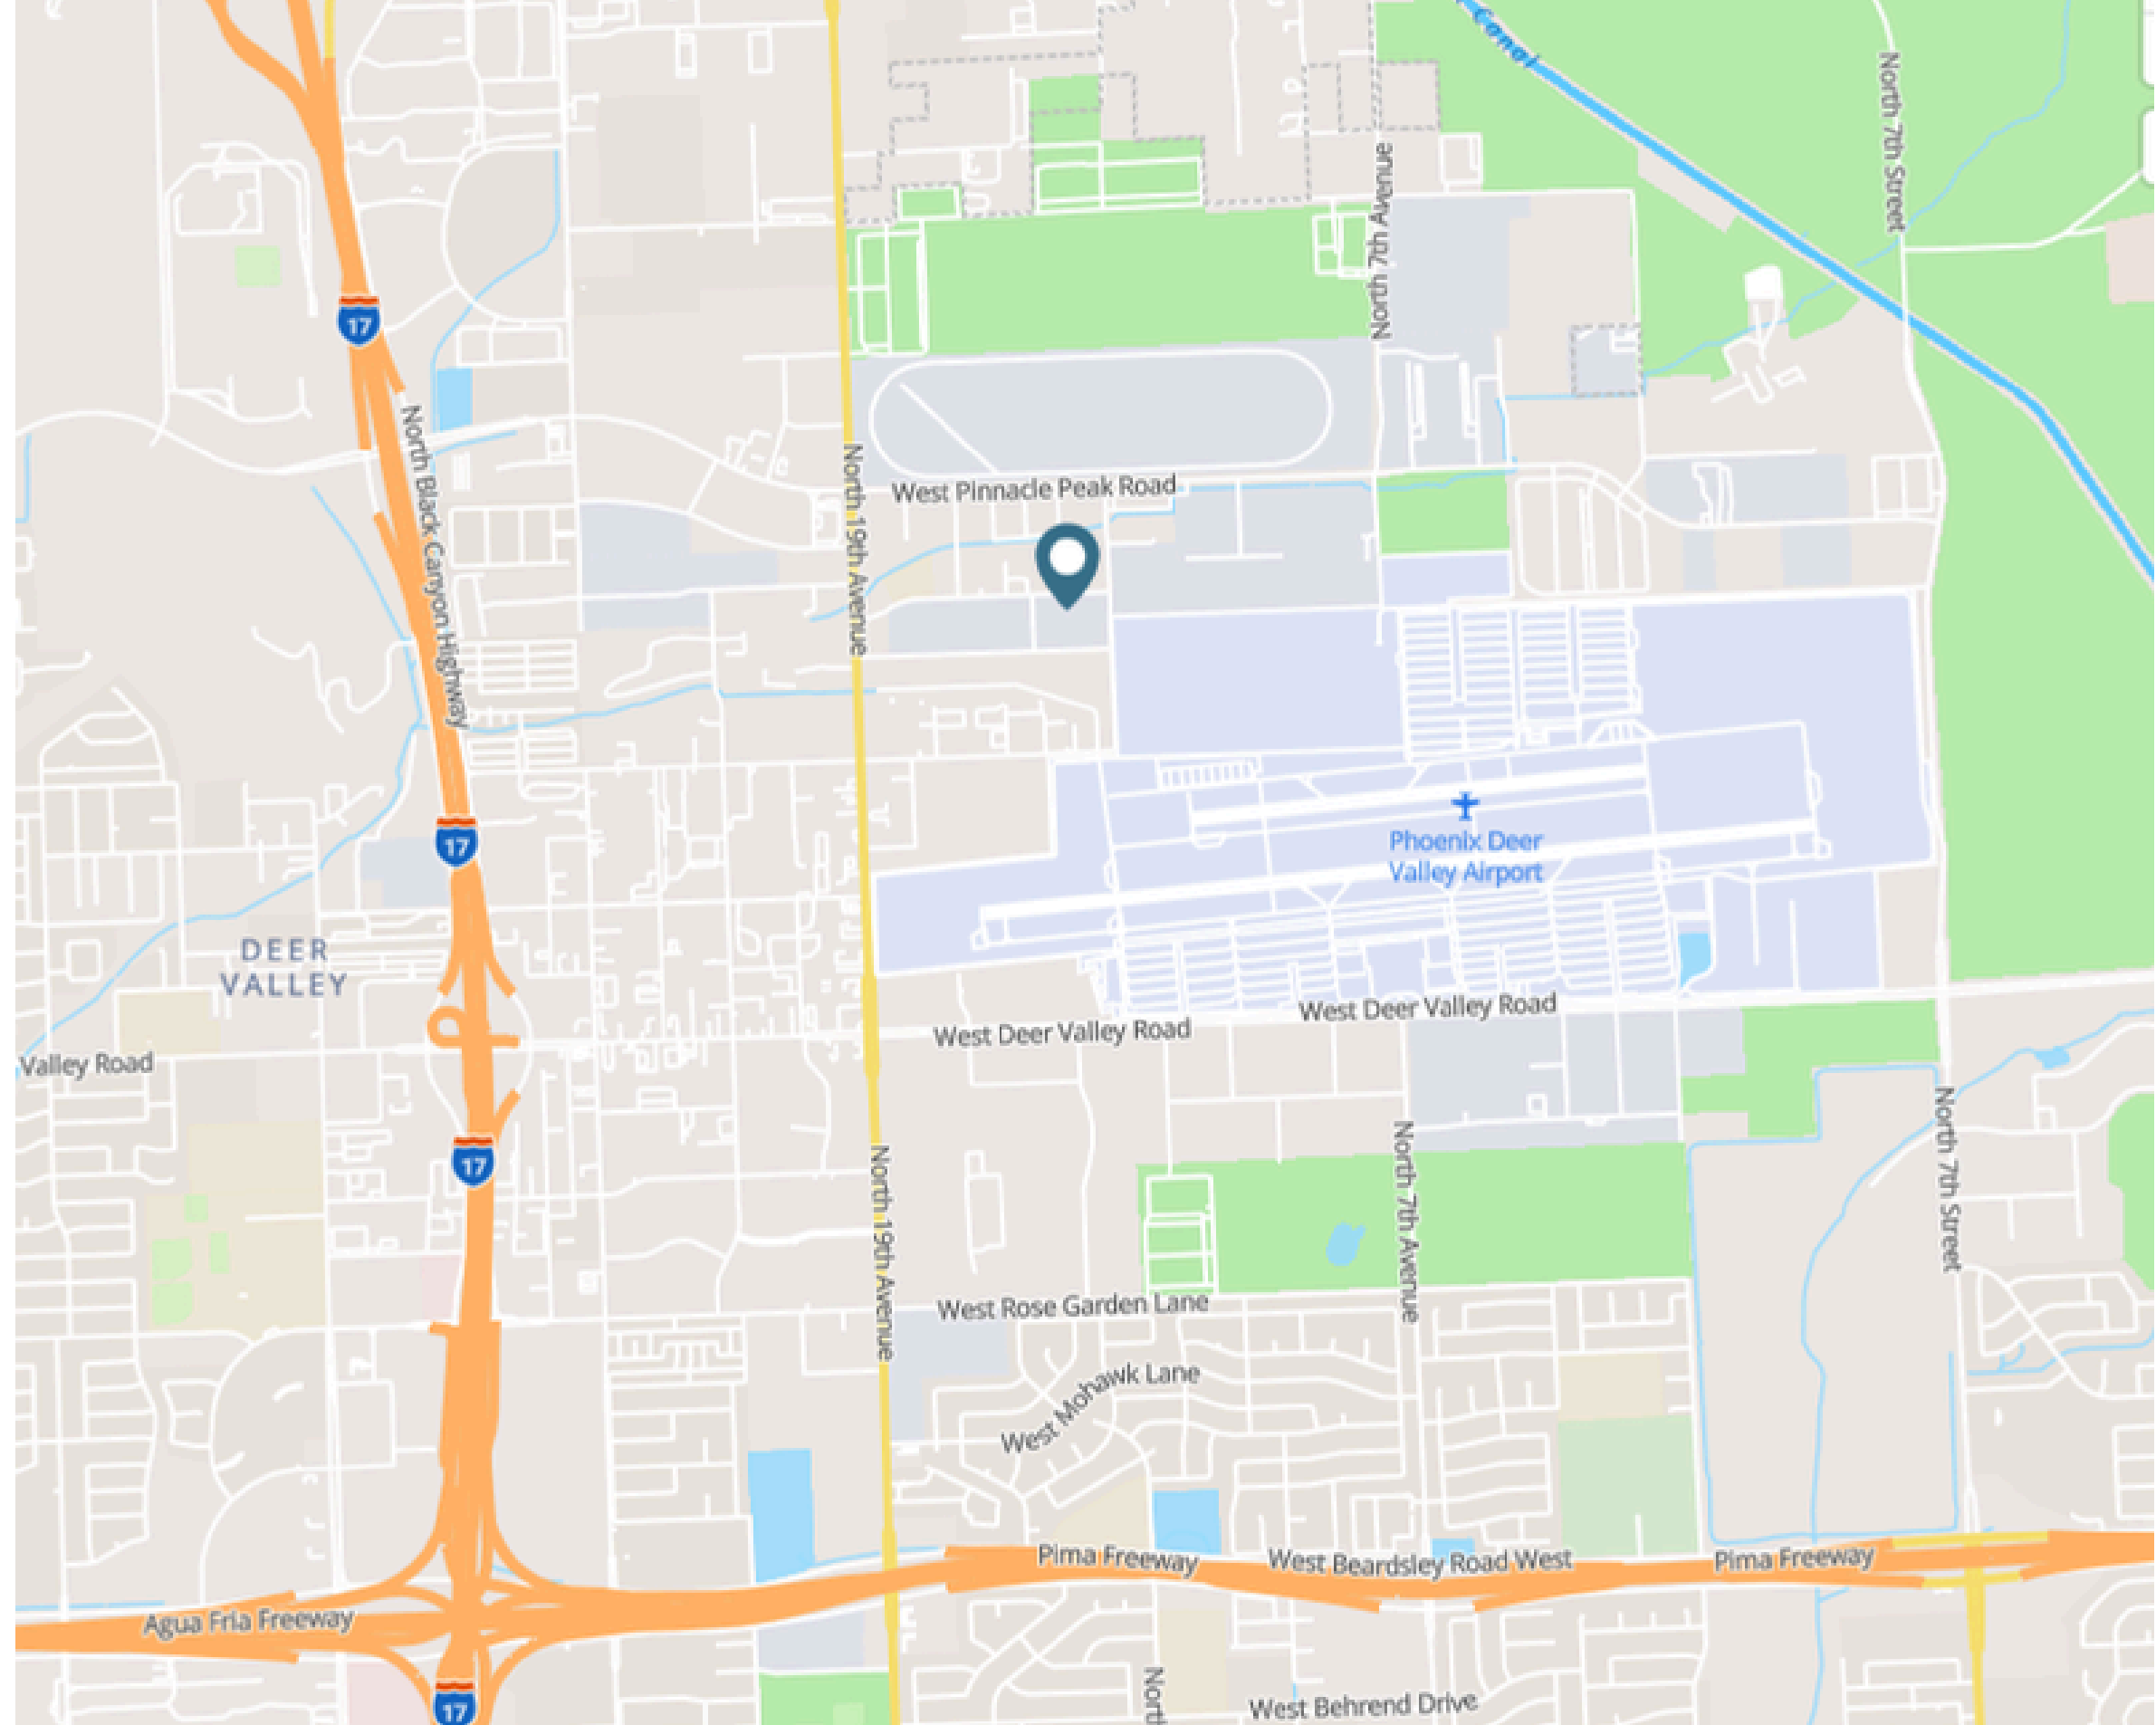 Canal
North 7th Street
North 7th Avenue
17
North Black Canyon Highway
North 19th Avenue
West Pinnacle Peak Road
17
Phoenix Deer
Valley Airport
DEER
VALLEY
West Deer Valley Road
West Deer Valley Road
Valley Road
17
North 19th Avenue
North 7th Avenue
North 7th Street
West Rose Garden Lane
West Mohawk Lane
Pima Freeway
West Beardsley Road West
Pima Freeway
Agua Fria Freeway
17
North
West Behrend Drive